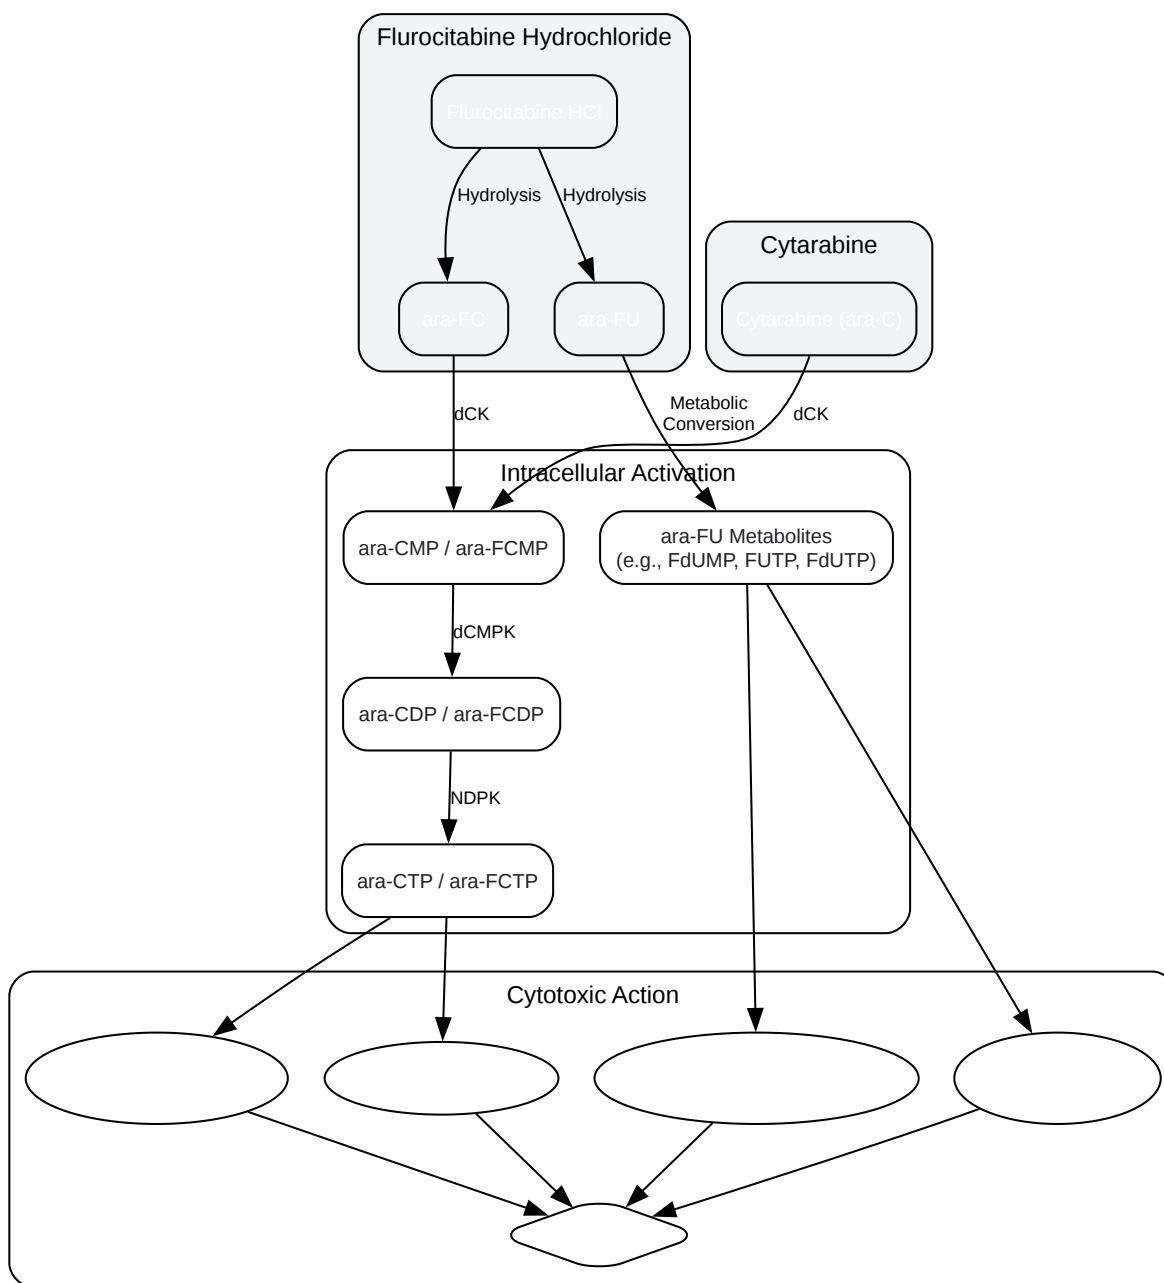 Flurocitabine Hydrochloride
Flurocitabine HCl
Hydrolysis
Hydrolysis
Cytarabine
ara-FC
ara-FU
Cytarabine (ara-C)
Metabolic
Conversion
dCK
dCK
Intracellular Activation
ara-CMP / ara-FCMP
ara-FU Metabolites
(e.g., FdUMP, FUTP, FdUTP)
dCMPK
ara-CDP / ara-FCDP
NDPK
ara-CTP / ara-FCTP
Cytotoxic Action